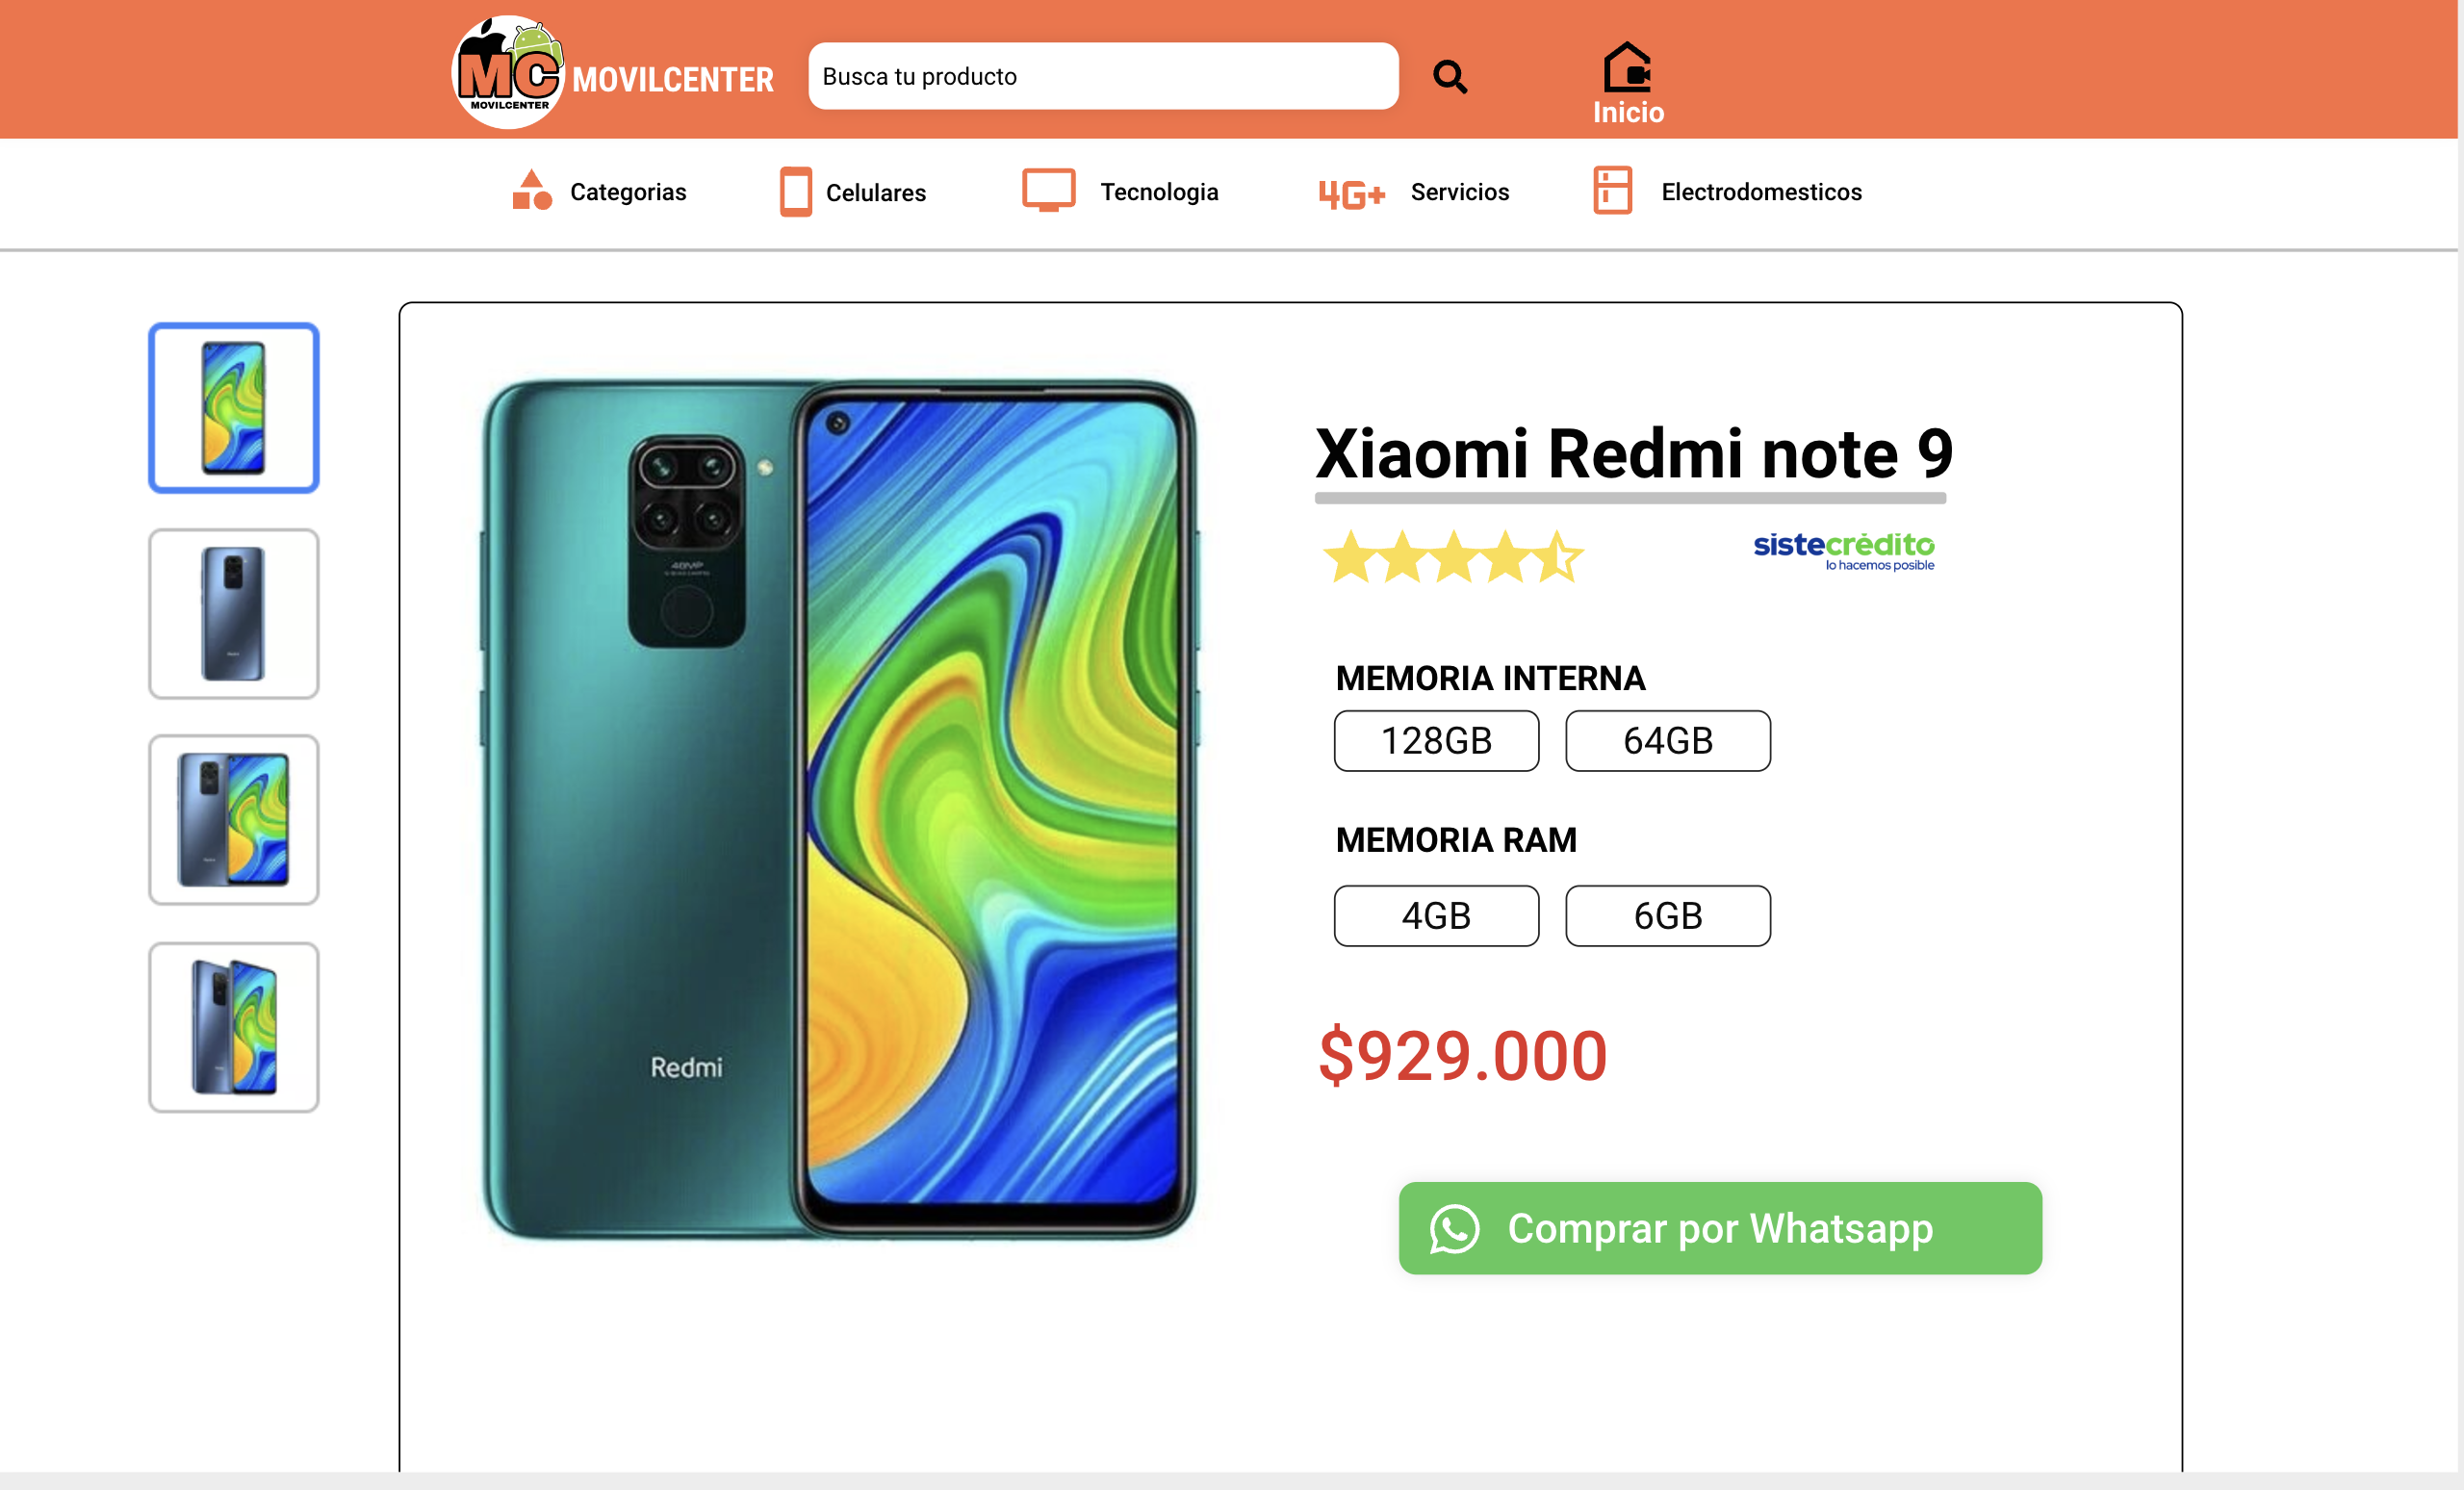 MC
MOVILCENTER
MOVILCENTER
Busca tu producto
Inicio
Categorias
Celulares
Tecnologia
4G+
Servicios
Electrodomesticos
48MP
Redmi
Xiaomi Redmi note 9
sistecrédito
lo hacemos posible
MEMORIA INTERNA
128GB
64GB
MEMORIA RAM
4GB
6GB
$929.000
Comprar por Whatsapp